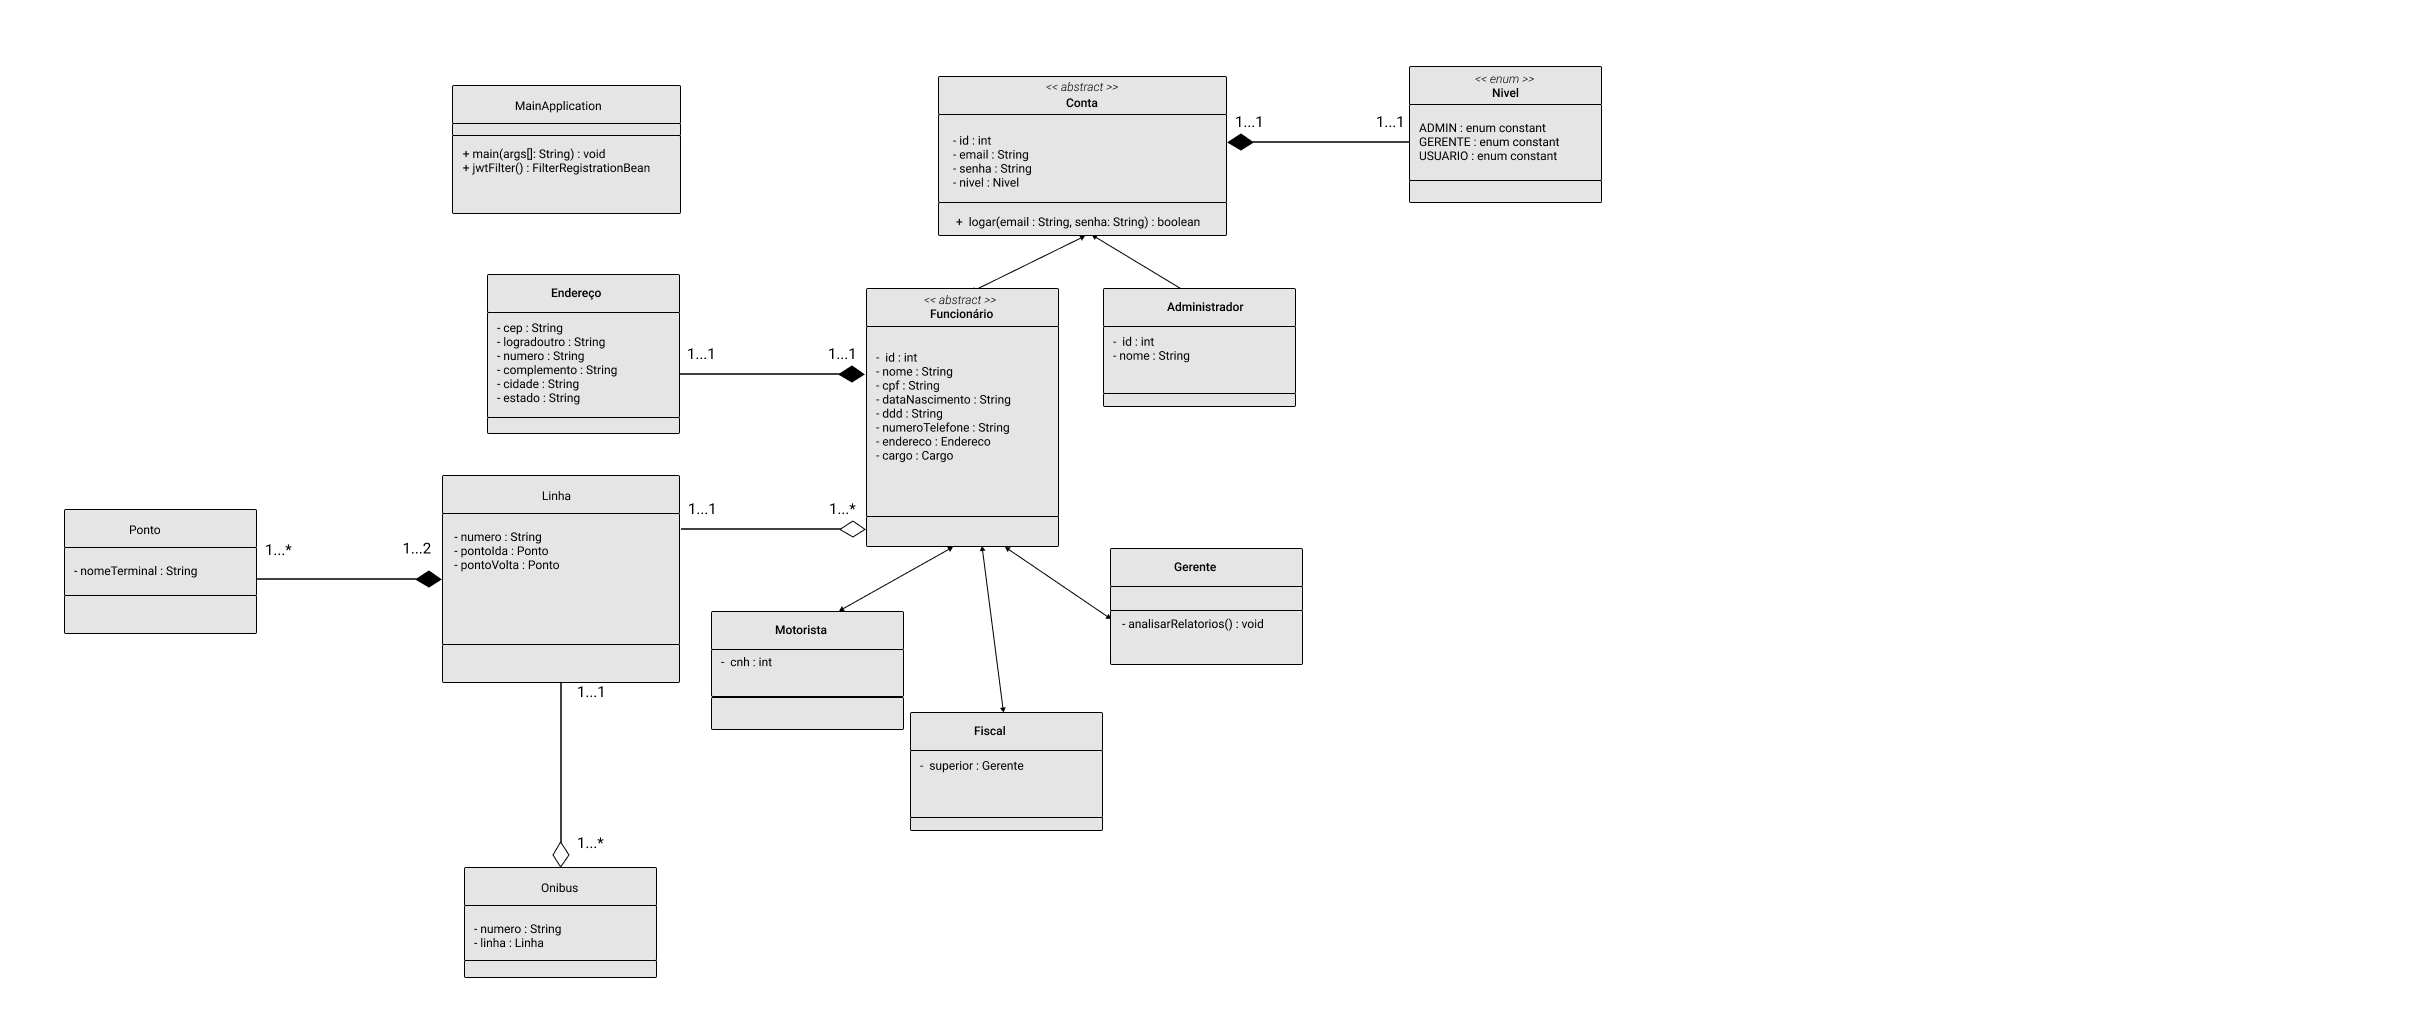 MainApplication
+ main(args[]: String) : void
+ jwtFilter() : FilterRegistrationBean
<< abstract >>
Conta
- id : int
- email : String
- senha : String
- nivel : Nivel
+  logar(email : String, senha: String) : boolean
1...1
1...1
<< enum >>
Nivel
ADMIN : enum constant
GERENTE : enum constant
USUARIO : enum constant
Endereço
- cep : String
- logradoutro : String
- numero : String
- complemento : String
- cidade : String
- estado : String
1...1
1...1
<< abstract >>
Funcionário
-  id : int
- nome : String
- cpf : String
- dataNascimento : String
- ddd : String
- numeroTelefone : String
- endereco : Endereco
- cargo : Cargo
Administrador
-  id : int
- nome : String
Ponto
- nomeTerminal : String
1...*
1...2
Linha
- numero : String
- pontoIda : Ponto
- pontoVolta : Ponto
1...1
1...*
Motorista
-  cnh : int
Gerente
- analisarRelatorios() : void
Fiscal
-  superior : Gerente
1...1
1...*
Onibus
- numero : String
- linha : Linha